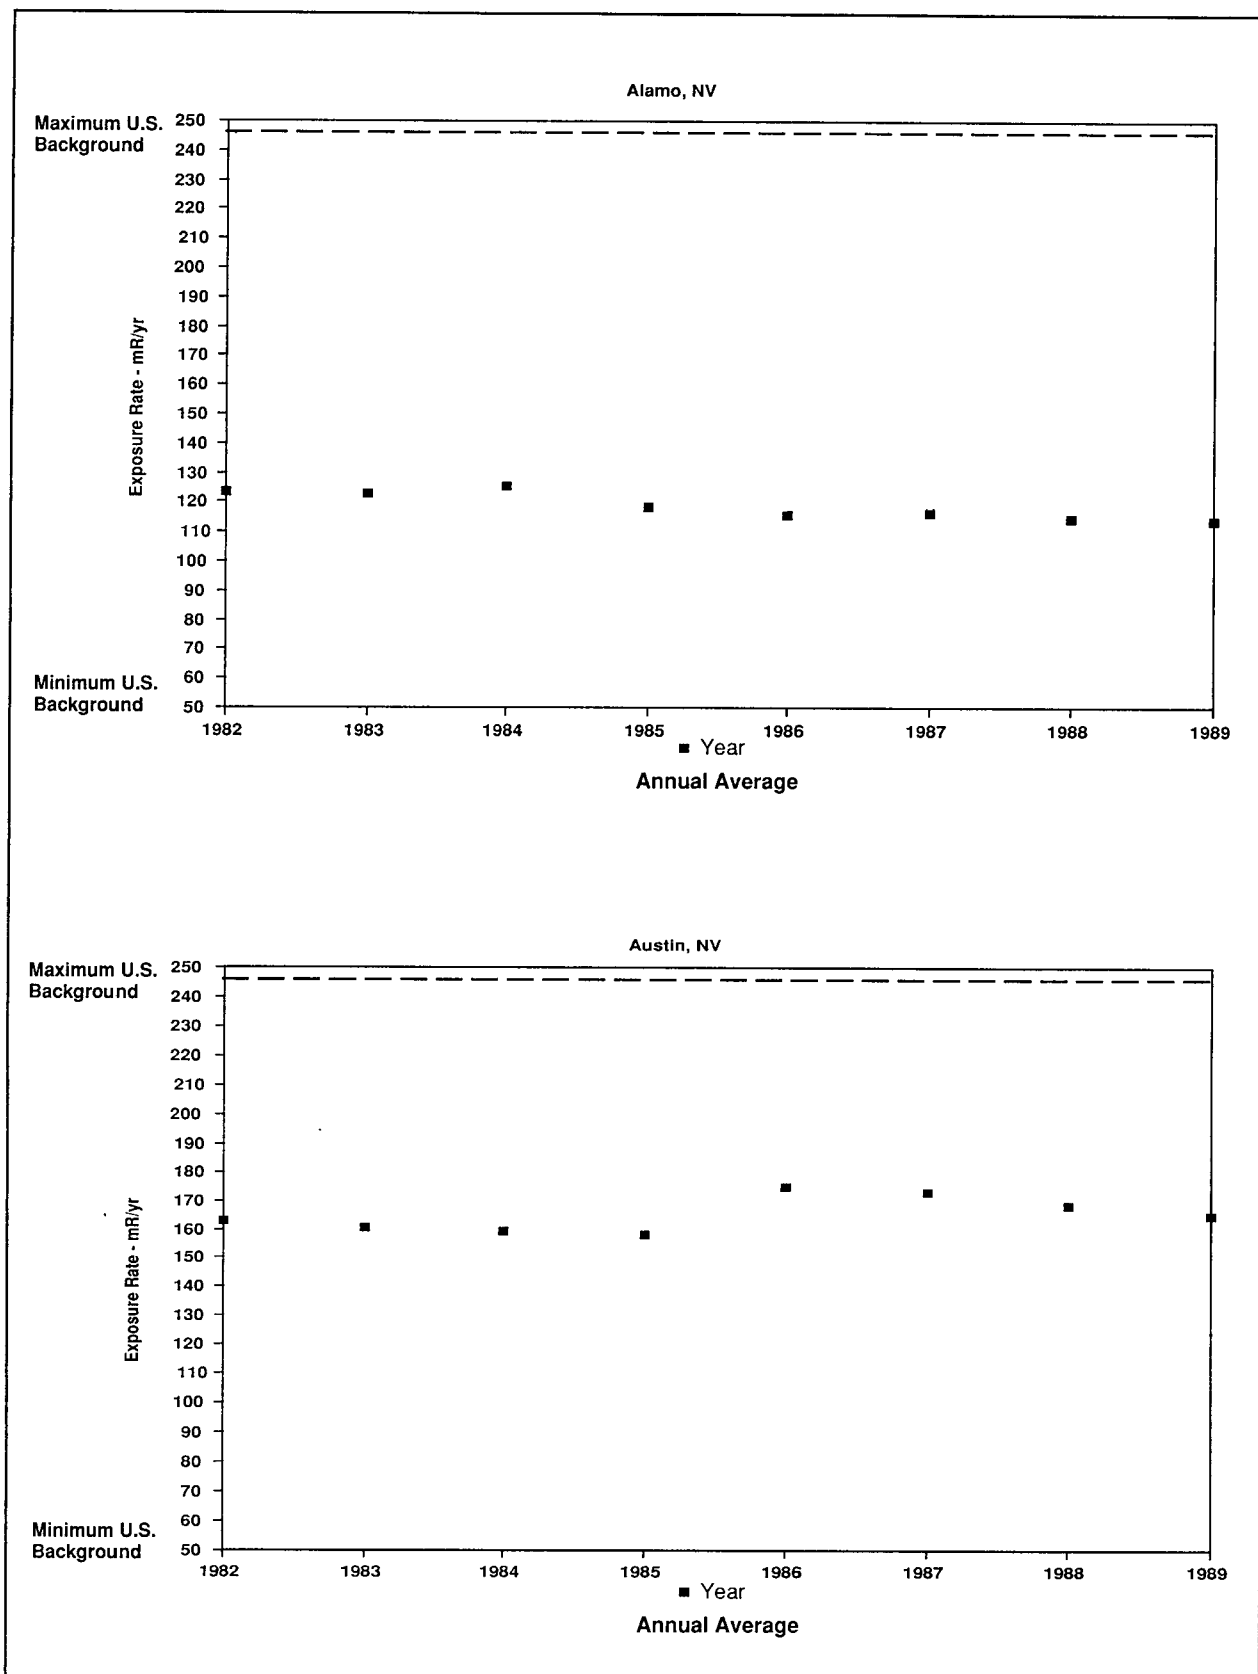 Alamo, NV
Maximum U.S.
Background
250
240
230
220
210
200
190
180
170
160
150
140
130
120
110
100
90
80
70
60
50
Exposure Rate - mR/yr
Minimum U.S.
Background
1982 1983 1984 1985 1986 1987 1988 1989
Year
Annual Average
Austin, NV
Maximum U.S.
Background
250
240
230
220
210
200
190
180
170
160
150
140
130
120
110
100
90
80
70
60
50
Exposure Rate - mR/yr
Minimum U.S.
Background
1982 1983 1984 1985 1986 1987 1988 1989
Year
Annual Average